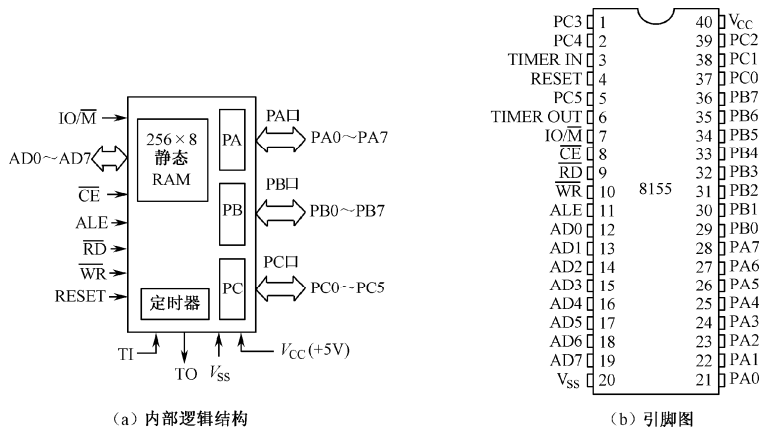 IO/M̅
AD0～AD7
C̅E̅
ALE
R̅D̅
W̅R̅
RESET
256×8
静态
RAM
定时器
PA
PB
PC
PA口
PA0～PA7
PB口
PB0～PB7
PC口
PC0～PC5
TI
TO
VSS
VCC(+5V)
(a) 内部逻辑结构
PC3 1 40 VCC
PC4 2 39 PC2
TIMER IN 3 38 PC1
RESET 4 37 PC0
PC5 5 36 PB7
TIMER OUT 6 35 PB6
IO/M̅ 7 34 PB5
C̅E̅ 8 33 PB4
R̅D̅ 9 32 PB3
W̅R̅ 10 8155 31 PB2
ALE 11 30 PB1
AD0 12 29 PB0
AD1 13 28 PA7
AD2 14 27 PA6
AD3 15 26 PA5
AD4 16 25 PA4
AD5 17 24 PA3
AD6 18 23 PA2
AD7 19 22 PA1
VSS 20 21 PA0
(b) 引脚图